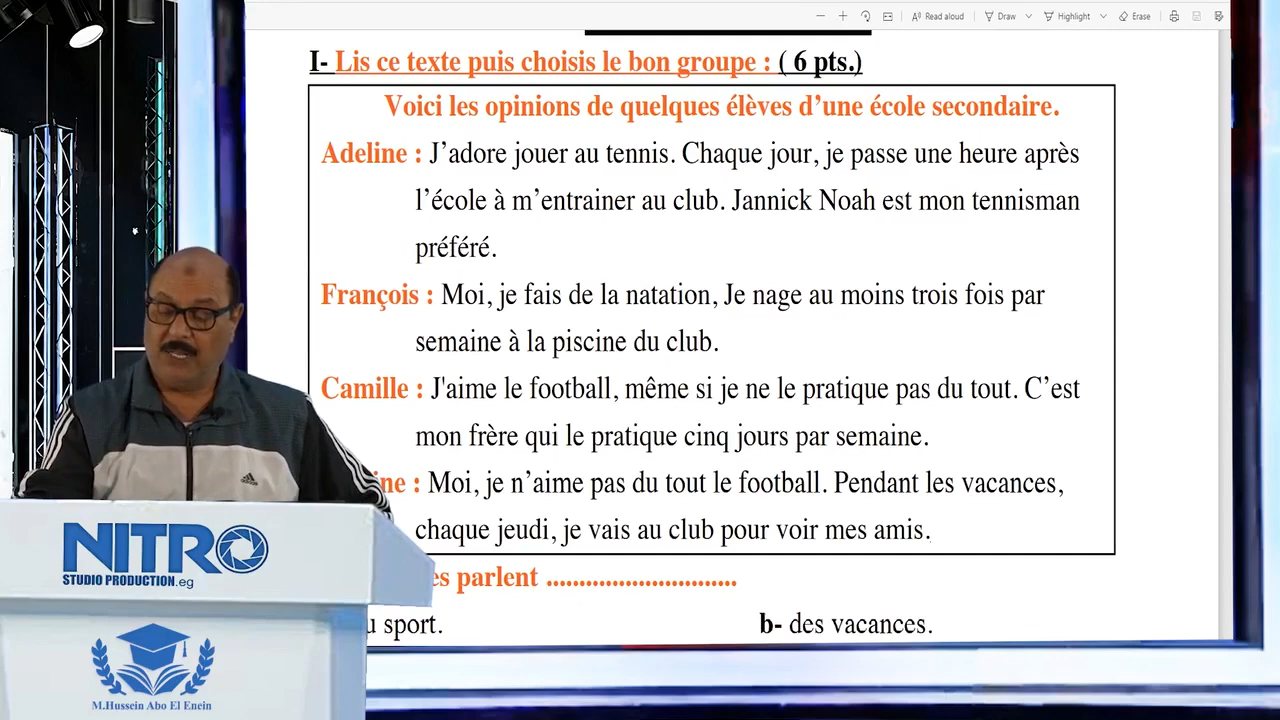 Read aloud
Draw
Highlight
Erase
I- Lis ce texte puis choisis le bon groupe : ( 6 pts.)
Voici les opinions de quelques élèves d’une école secondaire.
Adeline : J’adore jouer au tennis. Chaque jour, je passe une heure après
l’école à m’entrainer au club. Jannick Noah est mon tennisman
préféré.
François : Moi, je fais de la natation, Je nage au moins trois fois par
semaine à la piscine du club.
Camille : J'aime le football, même si je ne le pratique pas du tout. C’est
mon frère qui le pratique cinq jours par semaine.
ine : Moi, je n’aime pas du tout le football. Pendant les vacances,
chaque jeudi, je vais au club pour voir mes amis.
es parlent .............................
u sport.
b- des vacances.
adidas
NITRO
STUDIO PRODUCTION.eg
M.Hussein Abo El Enein